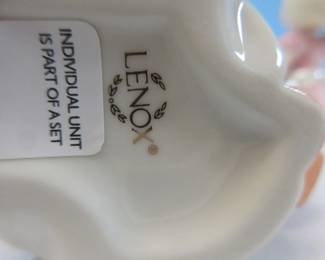 LENOX®
INDIVIDUAL UNIT
IS PART OF A SET